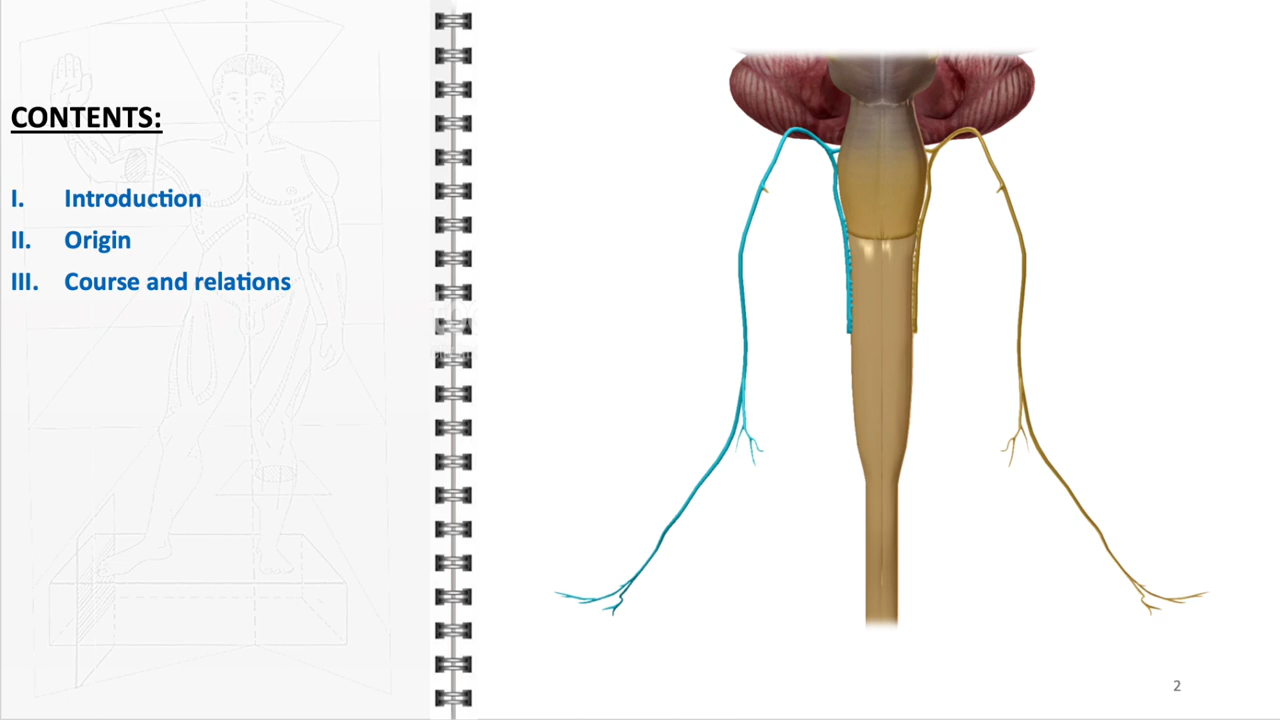 CONTENTS:
I. Introduction
II. Origin
III. Course and relations
2